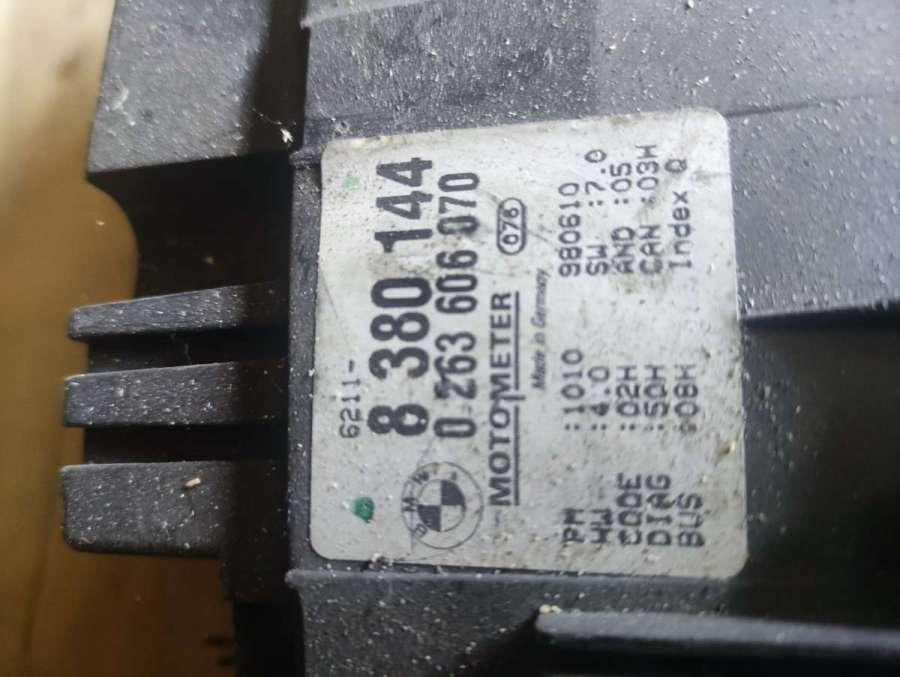 6211-
8 380 144
0 263 606 070
BMW
MOTOMETER
Made in Germany
076
PM :1010 980610
HW :4.0 SW :7.0
CODE :02H AND :05
DIAG :50H CAN :03H
BUS :08H Index Q